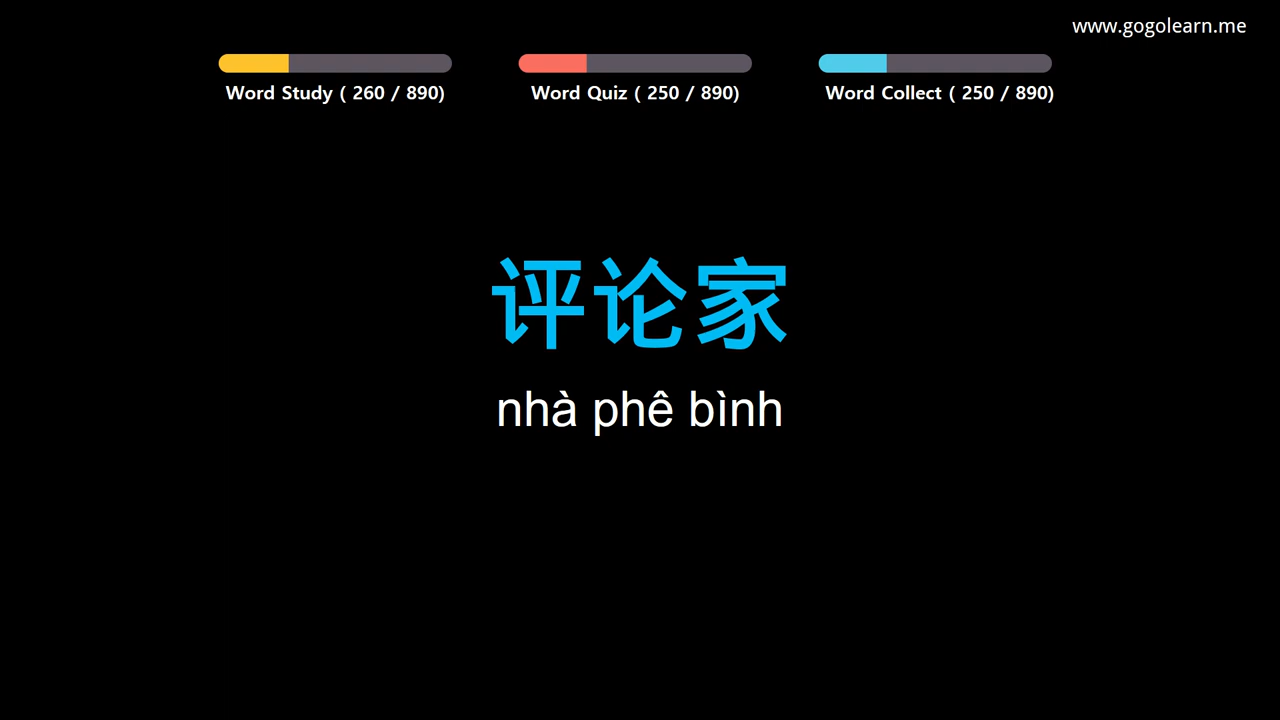 www.gogolearn.me
Word Study ( 260 / 890)
Word Quiz ( 250 / 890)
Word Collect ( 250 / 890)
评论家
nhà phê bình